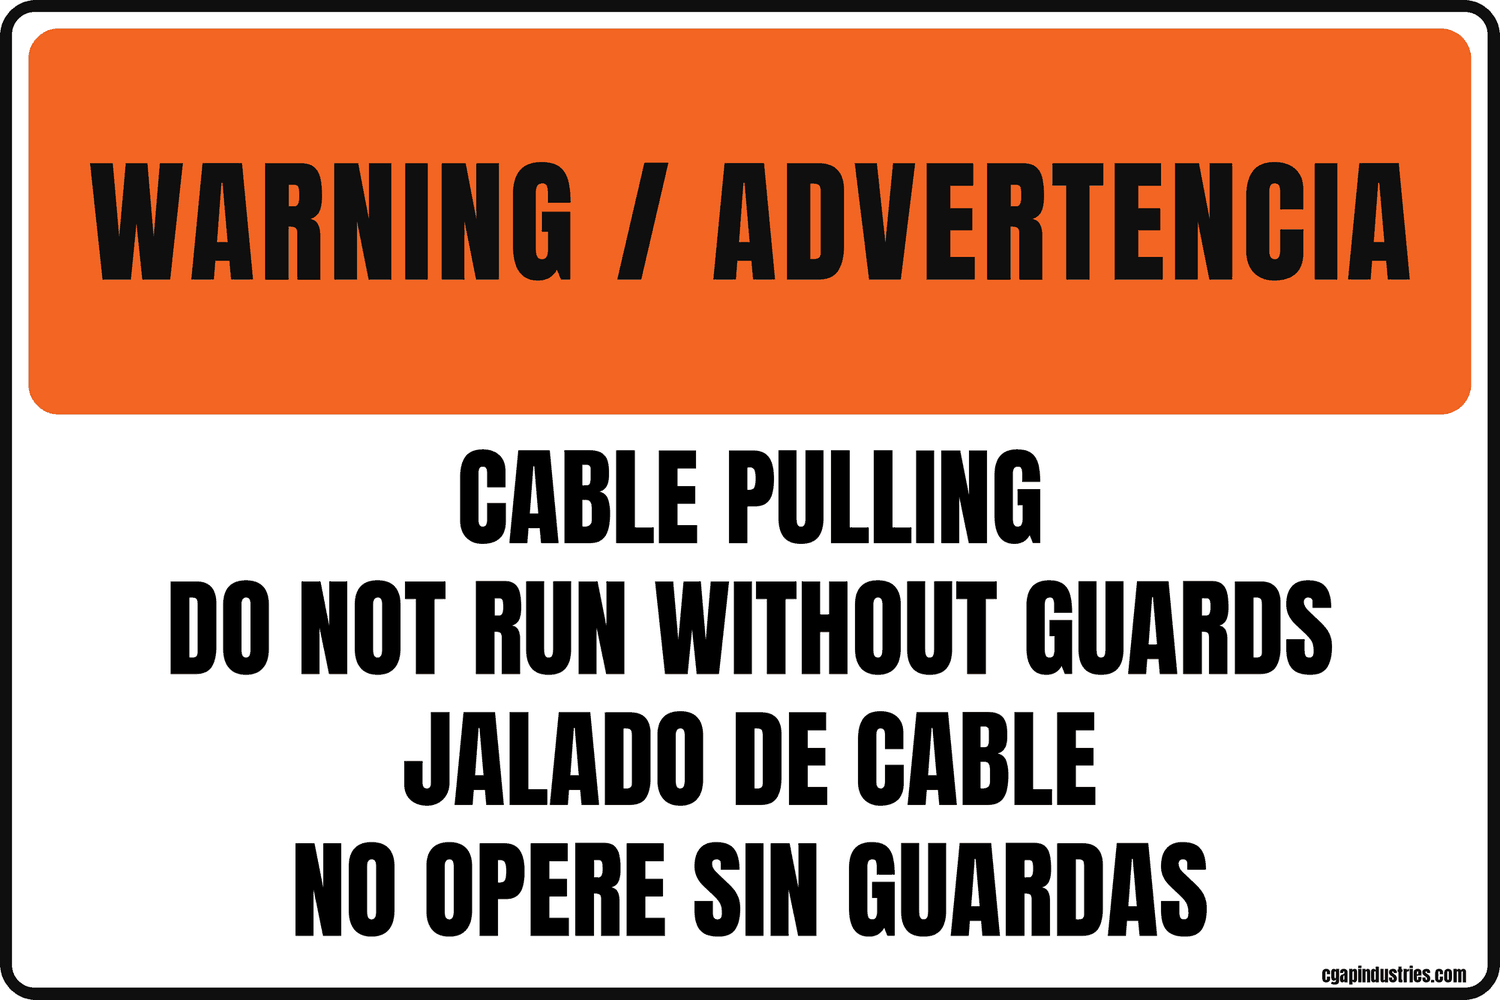 WARNING / ADVERTENCIA
CABLE PULLING
DO NOT RUN WITHOUT GUARDS
JALADO DE CABLE
NO OPERE SIN GUARDAS
cgapindustries.com